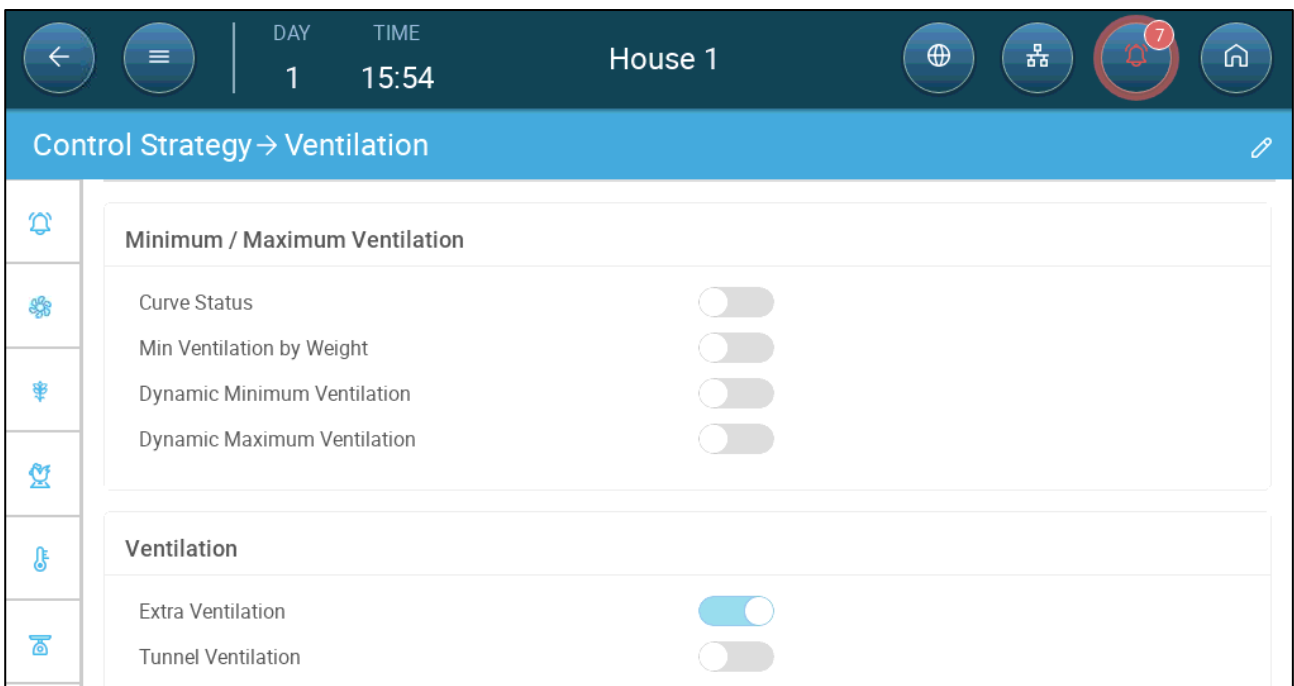 DAY TIME
1 15:54
House 1
7
Control Strategy→Ventilation
Minimum / Maximum Ventilation
Curve Status
Min Ventilation by Weight
Dynamic Minimum Ventilation
Dynamic Maximum Ventilation
Ventilation
Extra Ventilation
Tunnel Ventilation